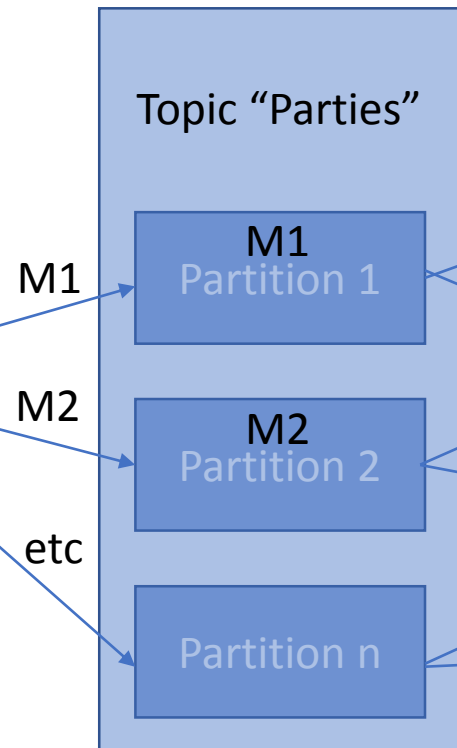 Topic “Parties”
M1
M1
Partition 1
M2
M2
Partition 2
etc
Partition n